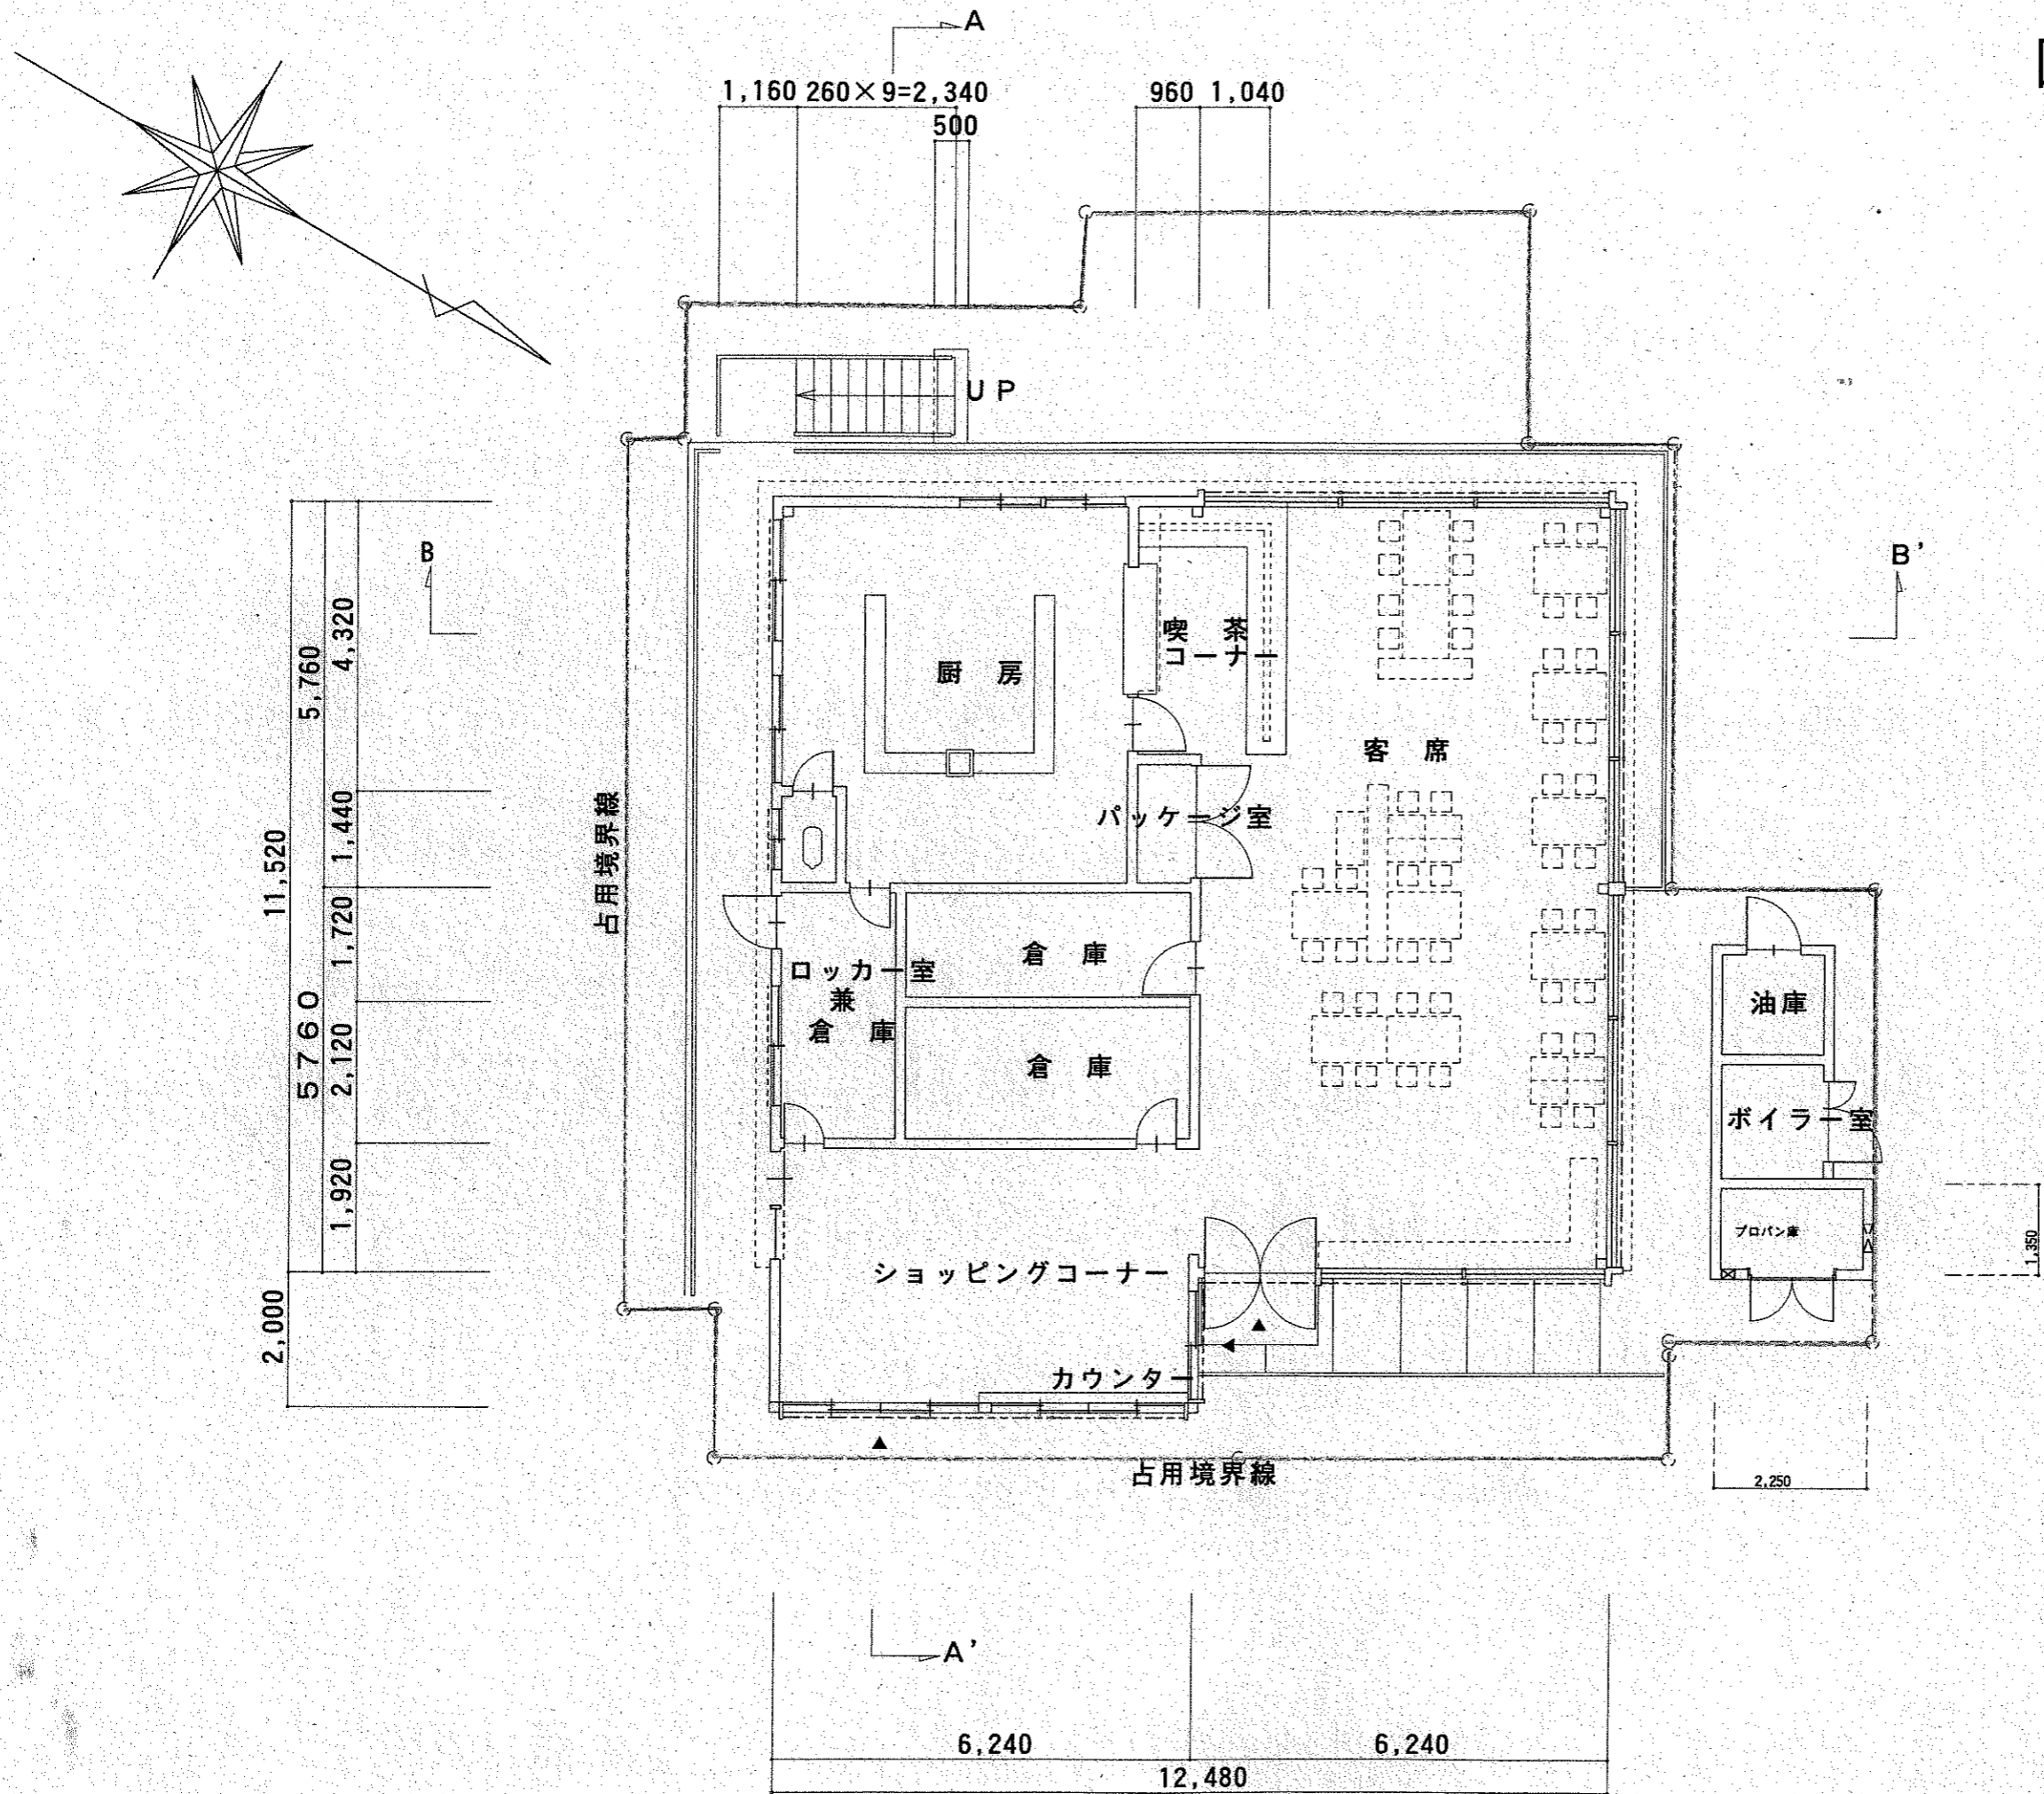 A
1,160 260×9=2,340
960 1,040
500
UP
B
B'
4,320
5,760
喫 茶
コーナー
厨 房
客 席
1,440
パッケージ室
占用境界線
11,520
1,720
倉 庫
ロッカー室
兼
倉 庫
油庫
5760
2,120
倉 庫
ボイラー室
1,920
プロパン庫
1,350
ショッピングコーナー
2,000
カウンター
占用境界線
2,250
A'
6,240
6,240
12,480